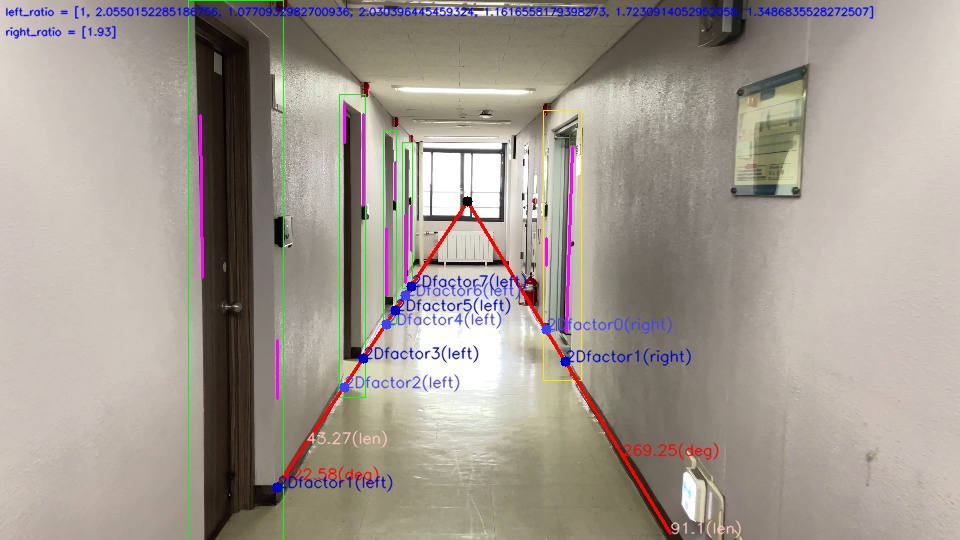 left_ratio = [1, 2.0550152285186756, 1.0770932982700936, 2.030396445459324, 1.1616558179398273, 1.7230914052952058, 1.3486835528272507]
right_ratio = [1.93]
2Dfactor7(left)
2Dfactor6(left)
2Dfactor5(left)
2Dfactor4(left)
2Dfactor0(right)
2Dfactor3(left)
2Dfactor1(right)
2Dfactor2(left)
43.27(len)
269.25(deg)
22.58(deg)
2Dfactor1(left)
91.1(len)